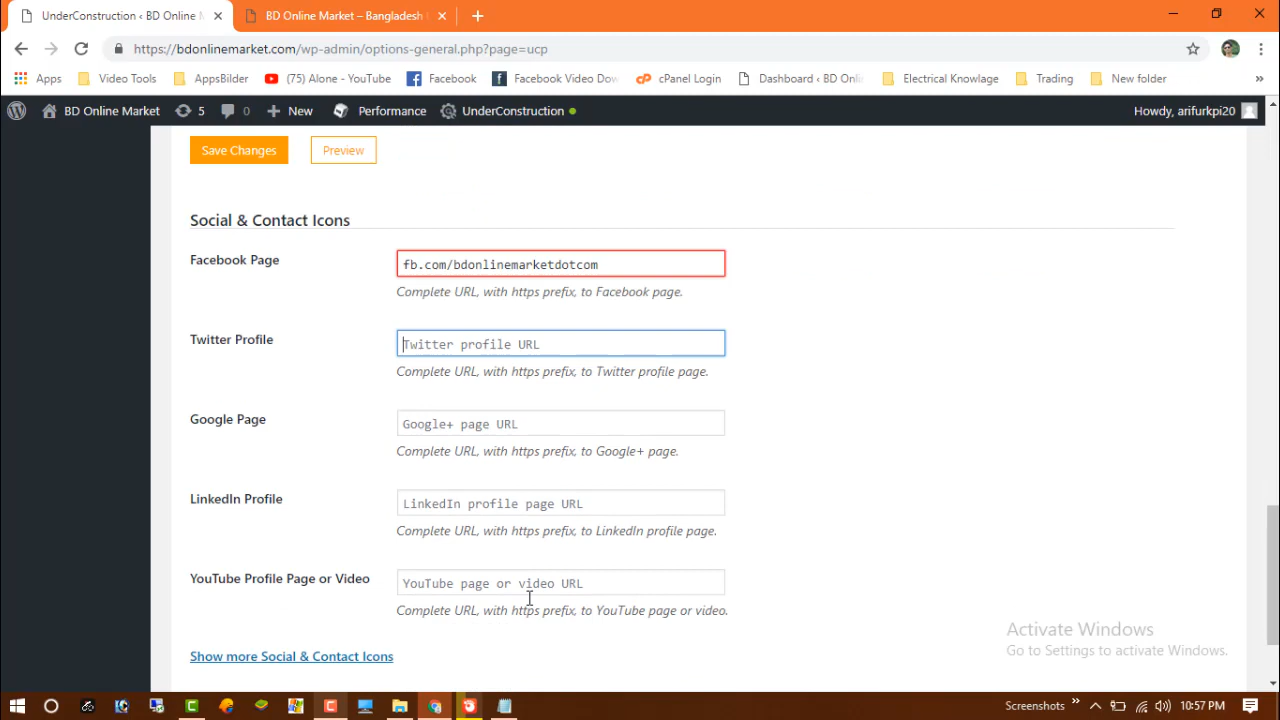 UnderConstruction ‹ BD Online M
BD Online Market – Bangladesh
https://bdonlinemarket.com/wp-admin/options-general.php?page=ucp
Apps
Video Tools
AppsBilder
(75) Alone - YouTube
Facebook
Facebook Video Dow
cPanel Login
Dashboard ‹ BD Onli
Electrical Knowlage
Trading
New folder
»
BD Online Market
5
0
New
Performance
UnderConstruction
Howdy, arifurkpi20
Save Changes
Preview
Social & Contact Icons
Facebook Page
fb.com/bdonlinemarketdotcom
Complete URL, with https prefix, to Facebook page.
Twitter Profile
Twitter profile URL
Complete URL, with https prefix, to Twitter profile page.
Google Page
Google+ page URL
Complete URL, with https prefix, to Google+ page.
LinkedIn Profile
LinkedIn profile page URL
Complete URL, with https prefix, to LinkedIn profile page.
YouTube Profile Page or Video
YouTube page or video URL
Complete URL, with https prefix, to YouTube page or video.
Show more Social & Contact Icons
Activate Windows
Go to Settings to activate Windows.
Screenshots
»
10:57 PM